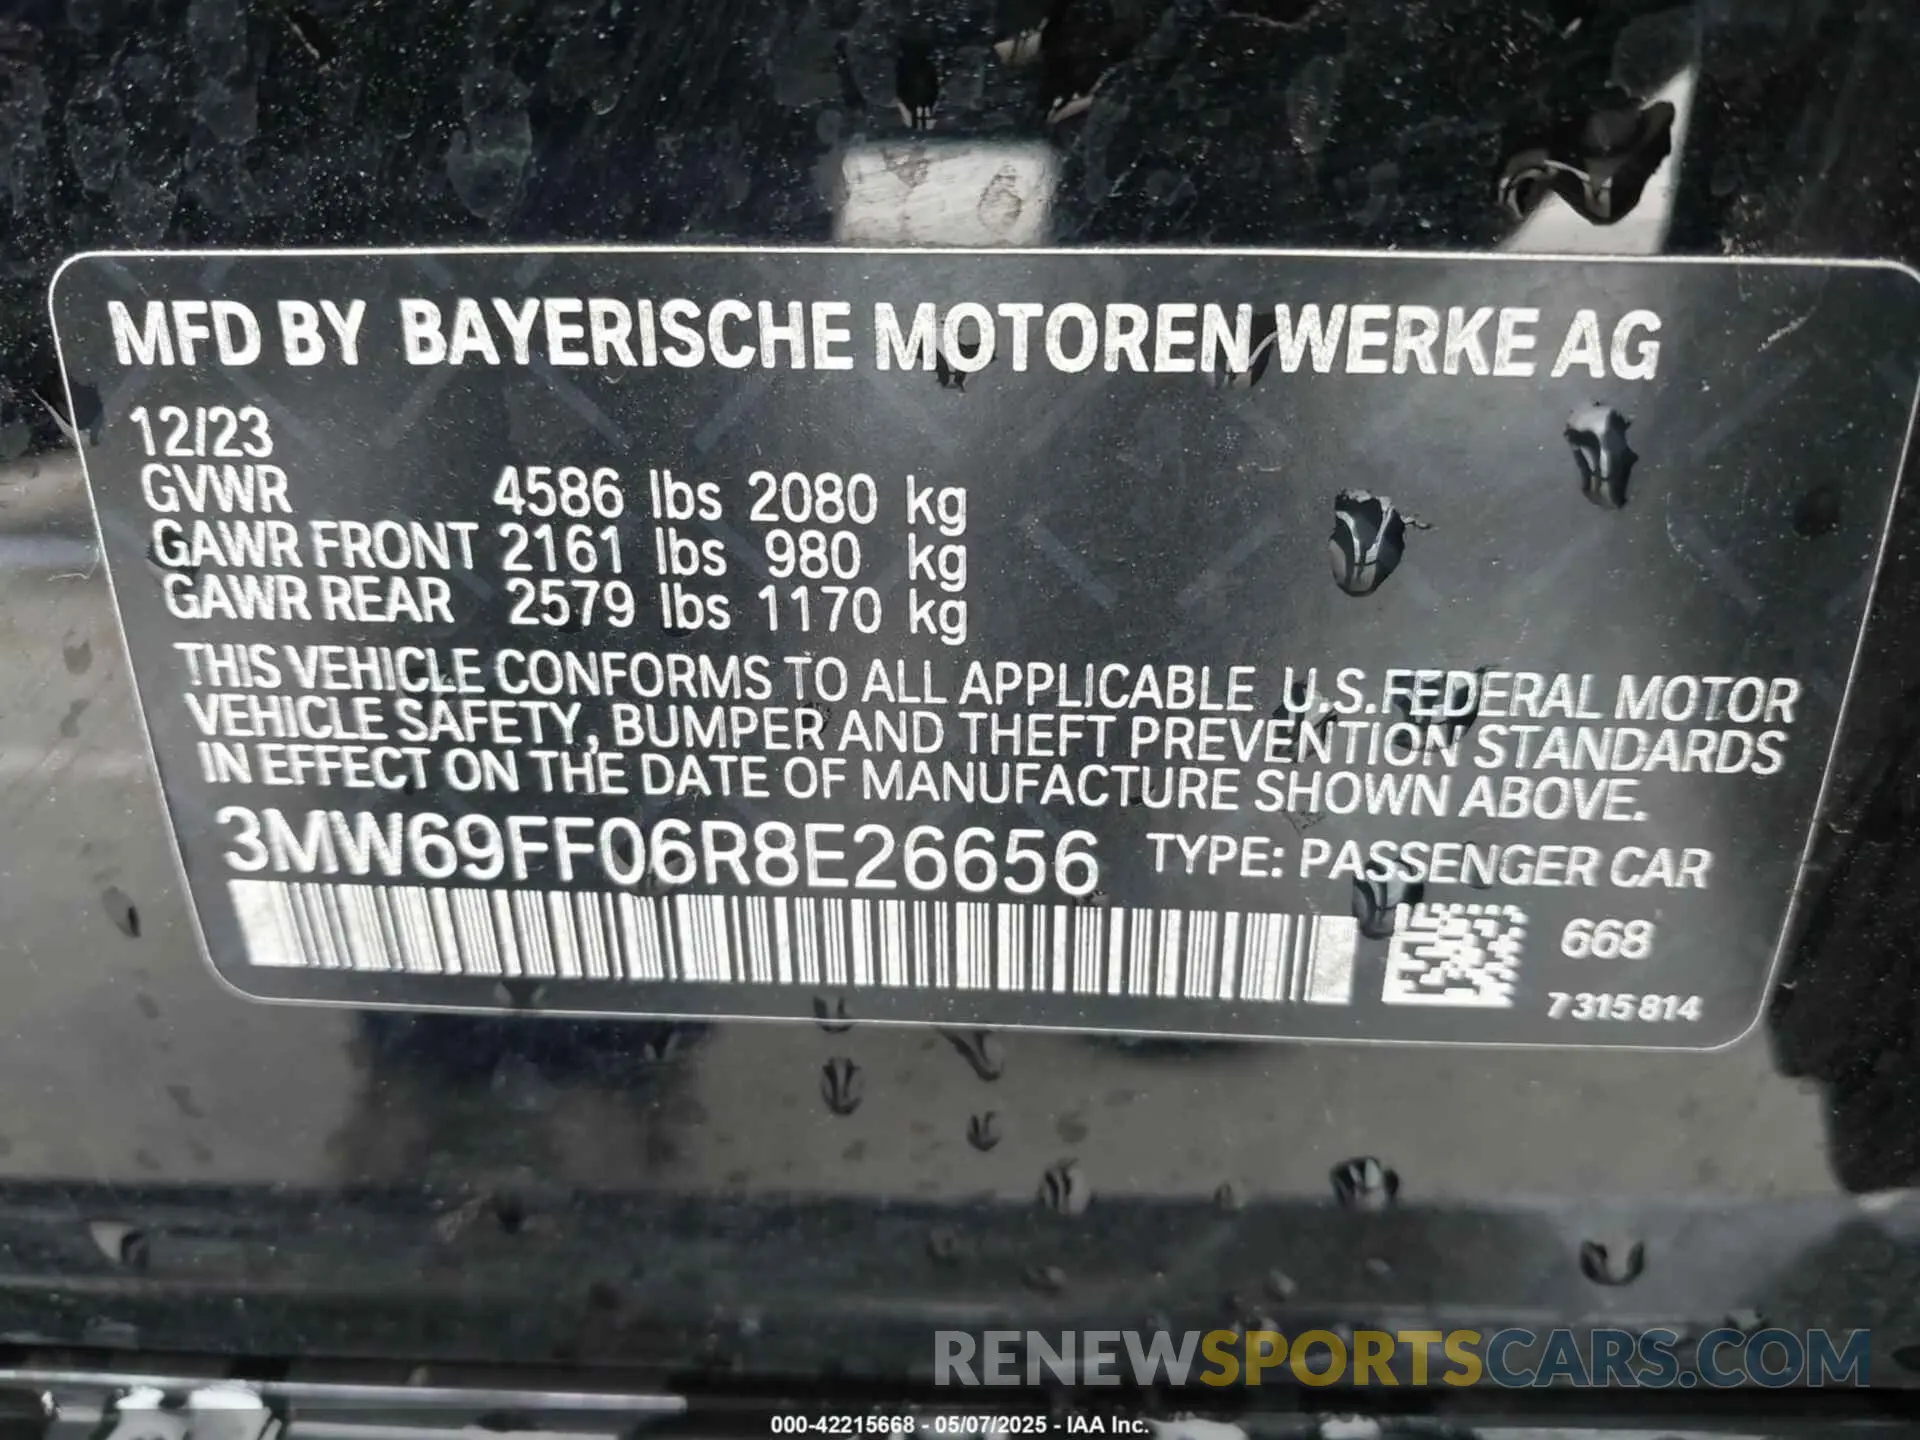 MFD BY BAYERISCHE MOTOREN WERKE AG
12/23
GVWR 4586 lbs 2080 kg
GAWR FRONT 2161 lbs 980 kg
GAWR REAR 2579 lbs 1170 kg
THIS VEHICLE CONFORMS TO ALL APPLICABLE U.S.FEDERAL MOTOR
VEHICLE SAFETY, BUMPER AND THEFT PREVENTION STANDARDS
IN EFFECT ON THE DATE OF MANUFACTURE SHOWN ABOVE.
3MW69FF06R8E26656 TYPE: PASSENGER CAR
668
7315814
RENEWSPORTSCARS.COM
000-42215668 - 05/07/2025 - IAA Inc.